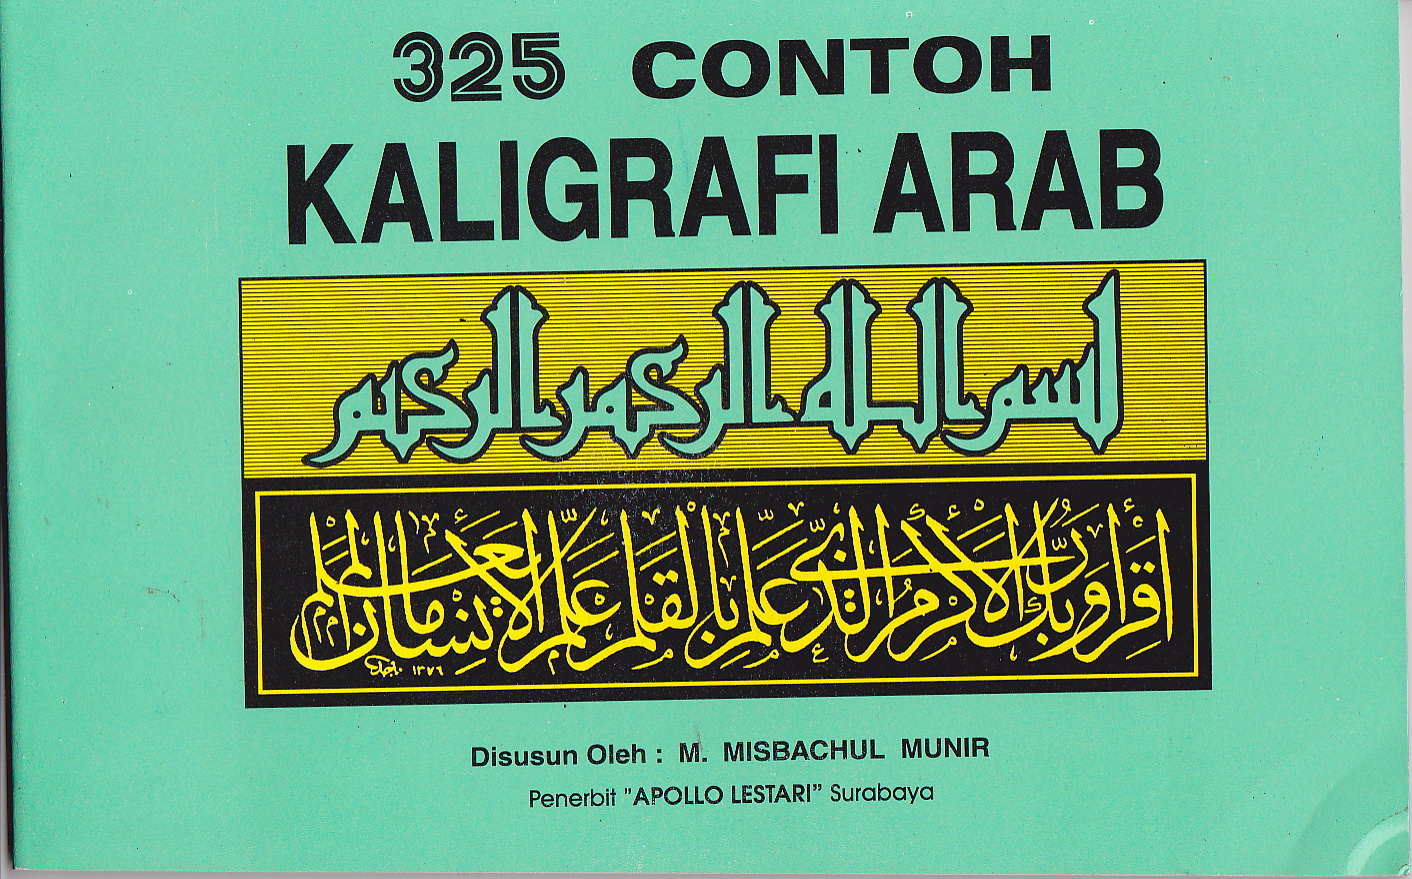 325 CONTOH
KALIGRAFI ARAB
بسم الله الرحمن الرحيم
اقرأ وربك الأكرم الذي علم بالقلم علم الإنسان ما لم يعلم
١٣٧٦
Disusun Oleh : M. MISBACHUL MUNIR
Penerbit "APOLLO LESTARI" Surabaya